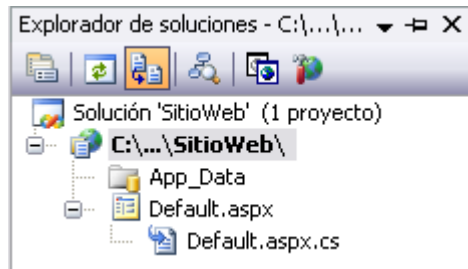 Explorador de soluciones - C:\...\...
Solución 'SitioWeb' (1 proyecto)
C:\...\SitioWeb\
App_Data
Default.aspx
Default.aspx.cs